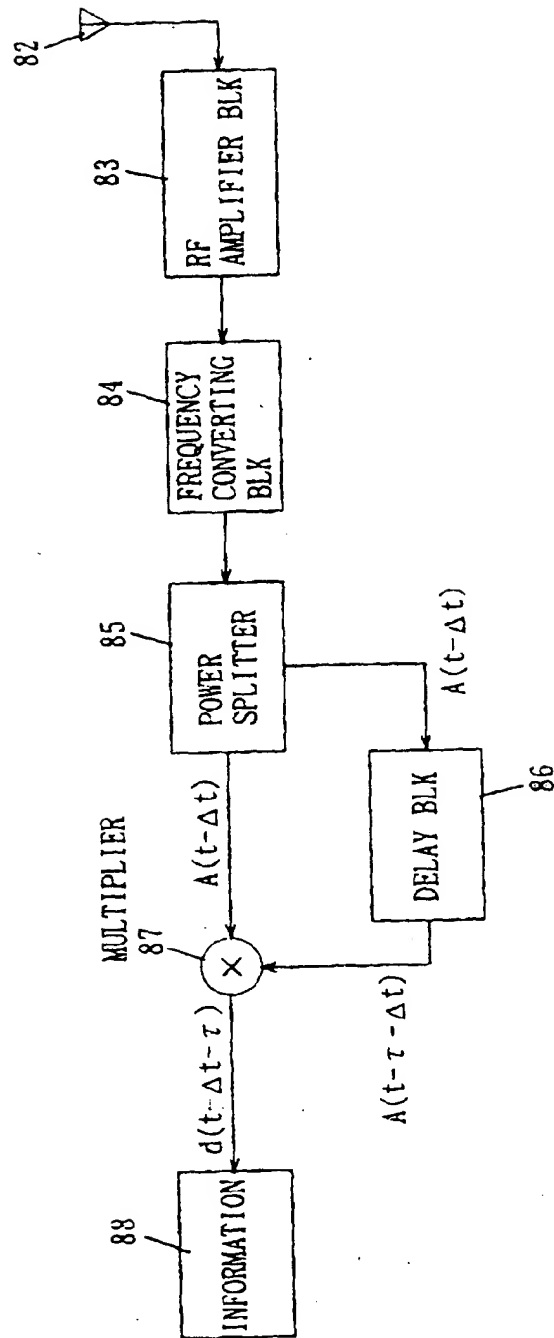 82
83
RF
AMPLIFIER BLK
84
FREQUENCY
CONVERTING
BLK
85
POWER
SPLITTER
A(t-Δt)
A(t-Δt)
86
DELAY BLK
A(t-τ-Δt)
MULTIPLIER
87
×
d(t-Δt-τ)
88
INFORMATION